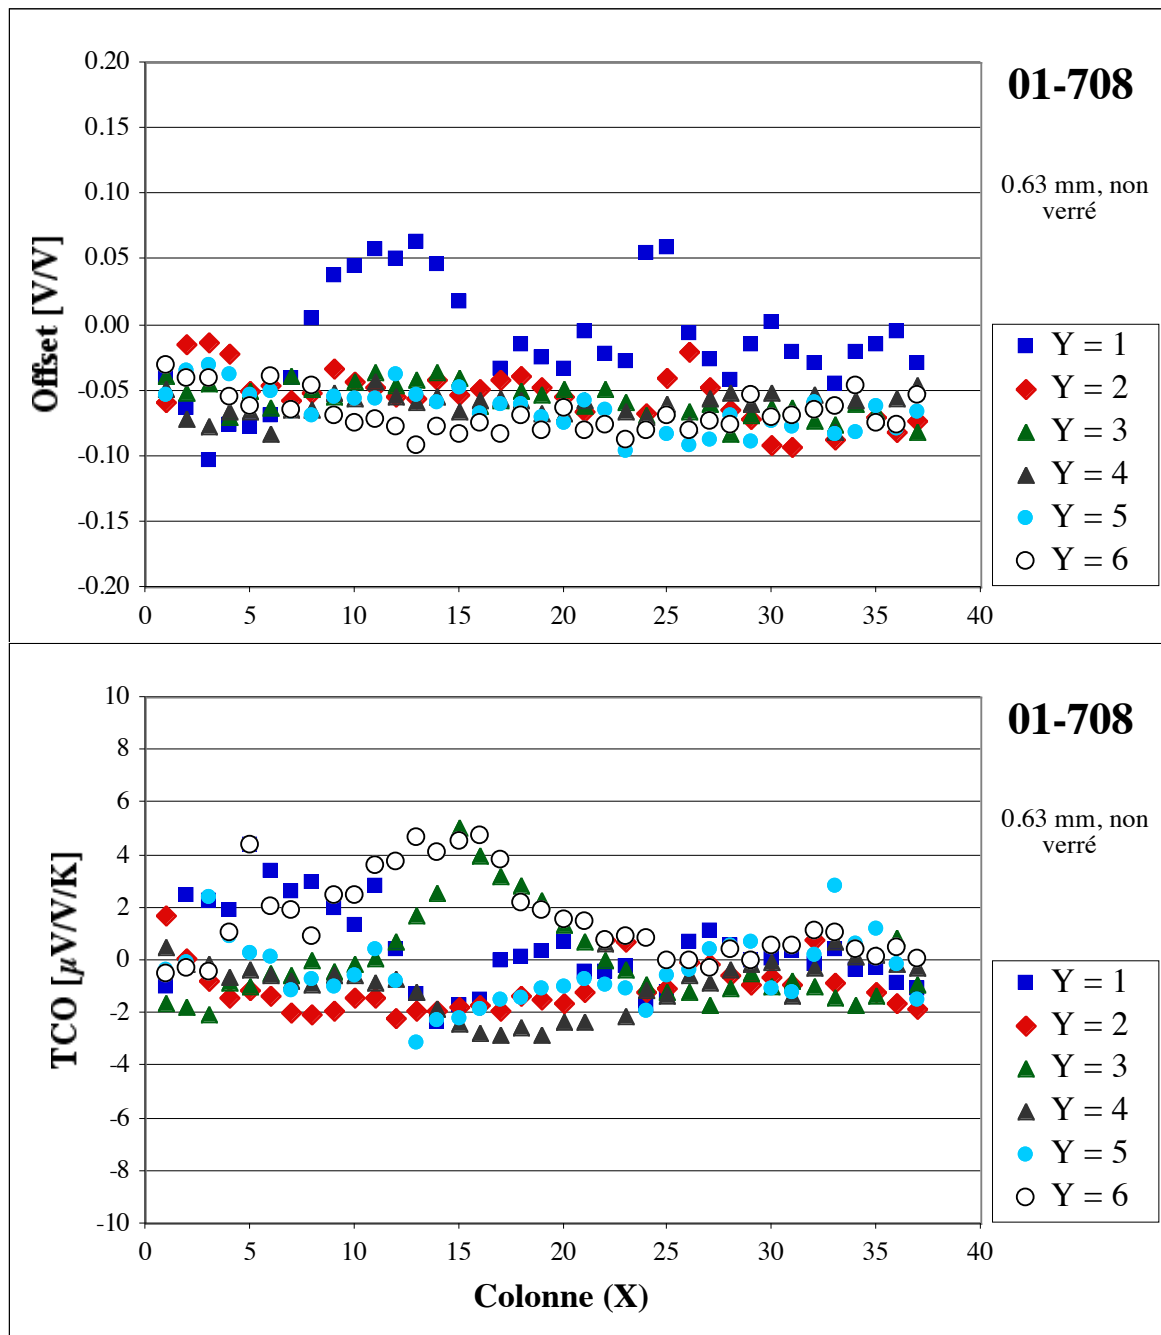 01-708
0.63 mm, non
verré
Offset [V/V]
0.20
0.15
0.10
0.05
0.00
-0.05
-0.10
-0.15
-0.20
0 5 10 15 20 25 30 35 40
Y = 1
Y = 2
Y = 3
Y = 4
Y = 5
Y = 6
01-708
0.63 mm, non
verré
TCO [µV/V/K]
10
8
6
4
2
0
-2
-4
-6
-8
-10
0 5 10 15 20 25 30 35 40
Colonne (X)
Y = 1
Y = 2
Y = 3
Y = 4
Y = 5
Y = 6